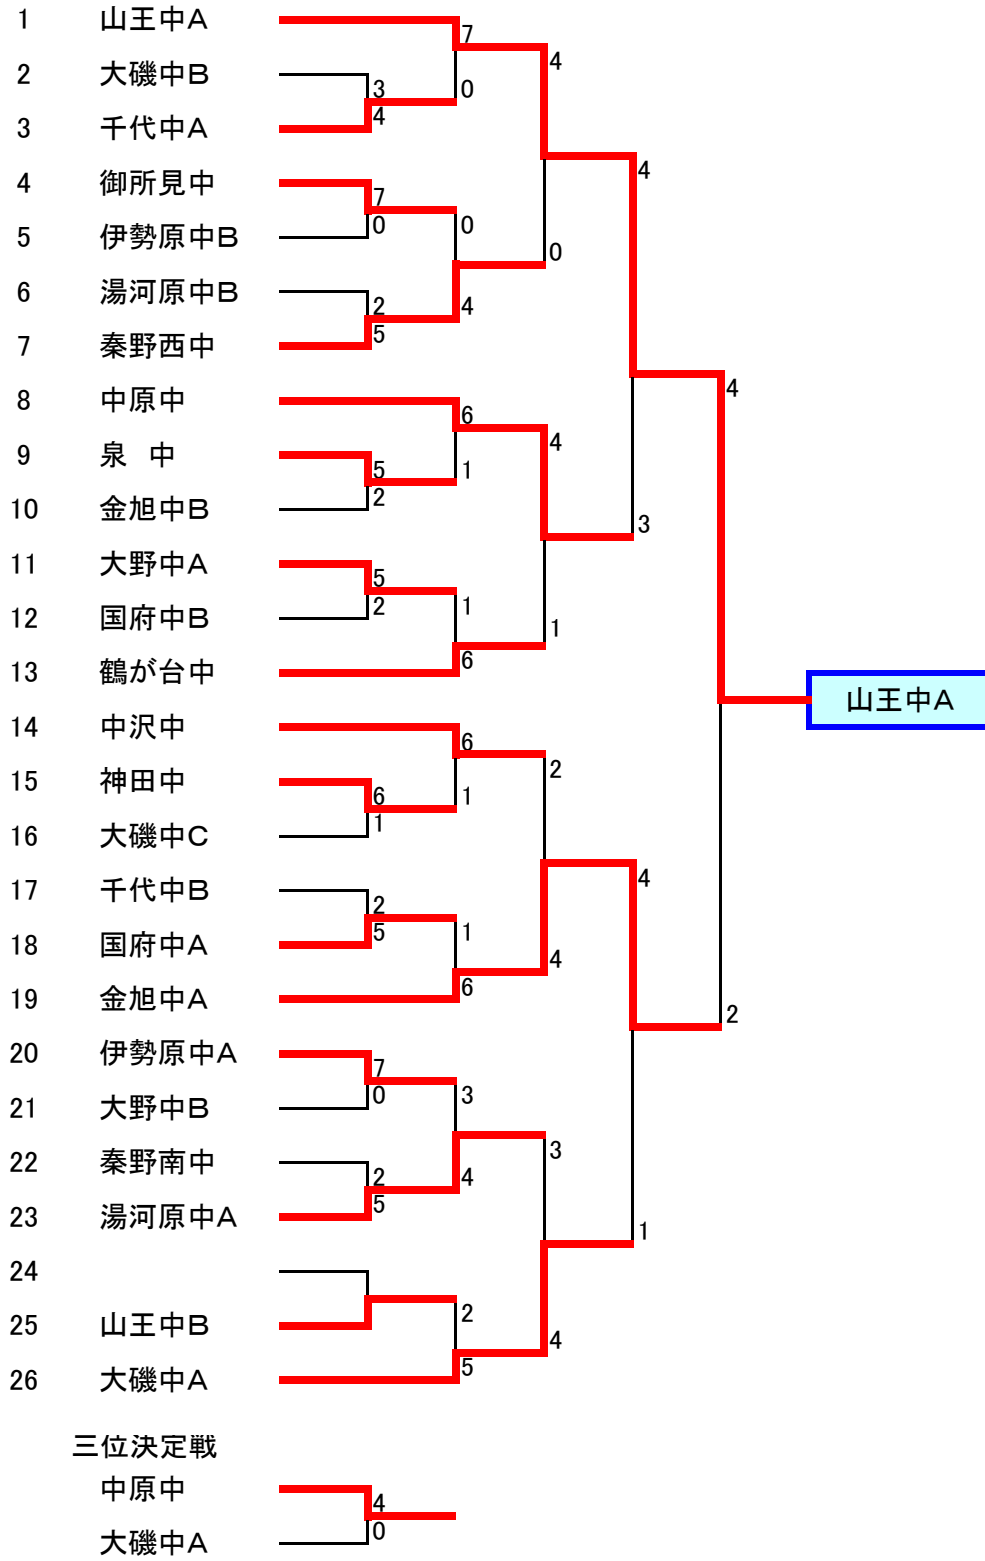 1 山王中A
7
4
2 大磯中B
3
0
4
3 千代中A
4
4 御所見中
7
0
0
5 伊勢原中B
0
6 湯河原中B
2
4
5
7 秦野西中
4
8 中原中
6
4
9 泉 中
5
1
2
10 金旭中B
3
11 大野中A
5
1
2
12 国府中B
1
6
13 鶴が台中
山王中A
14 中沢中
6
2
15 神田中
6
1
1
16 大磯中C
4
17 千代中B
2
1
5
18 国府中A
4
6
19 金旭中A
2
20 伊勢原中A
7
3
0
21 大野中B
3
22 秦野南中
2
4
5
23 湯河原中A
1
24
2
25 山王中B
4
5
26 大磯中A
三位決定戦
中原中
4
0
大磯中A